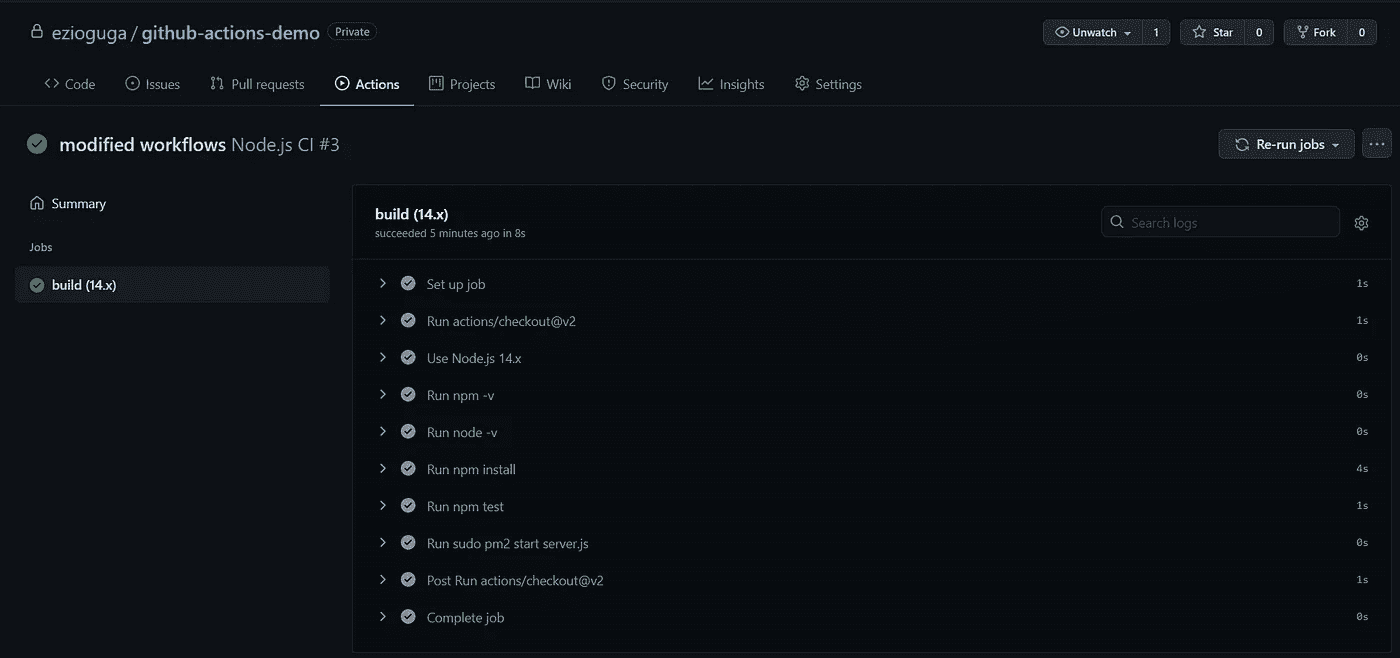 ezioguga / github-actions-demo Private Unwatch 1 Star 0 Fork 0
Code Issues Pull requests Actions Projects Wiki Security Insights Settings
modified workflows Node.js CI #3 Re-run jobs ...
Summary
Jobs
build (14.x)
build (14.x)
succeeded 5 minutes ago in 8s
Search logs
Set up job 1s
Run actions/checkout@v2 1s
Use Node.js 14.x 0s
Run npm -v 0s
Run node -v 0s
Run npm install 4s
Run npm test 1s
Run sudo pm2 start server.js 0s
Post Run actions/checkout@v2 1s
Complete job 0s